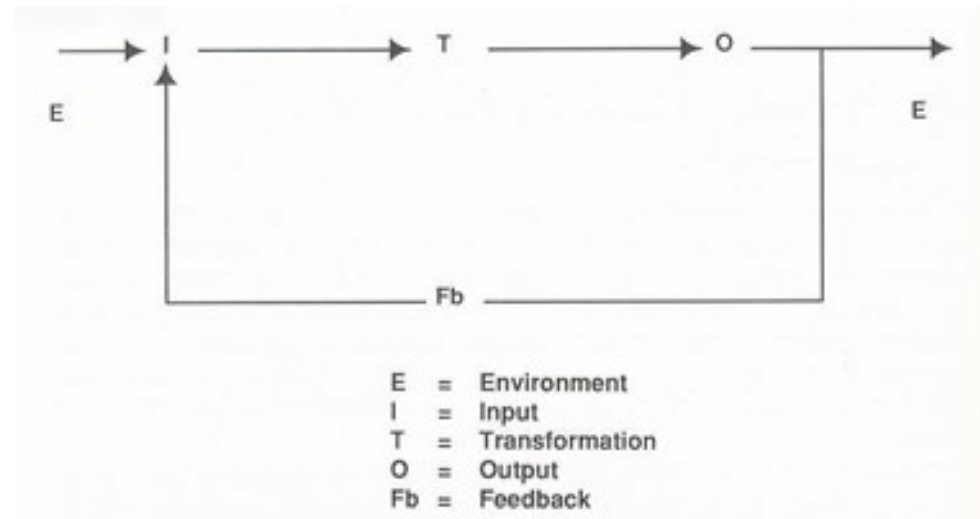 I T O
E E
Fb
E = Environment
I = Input
T = Transformation
O = Output
Fb = Feedback